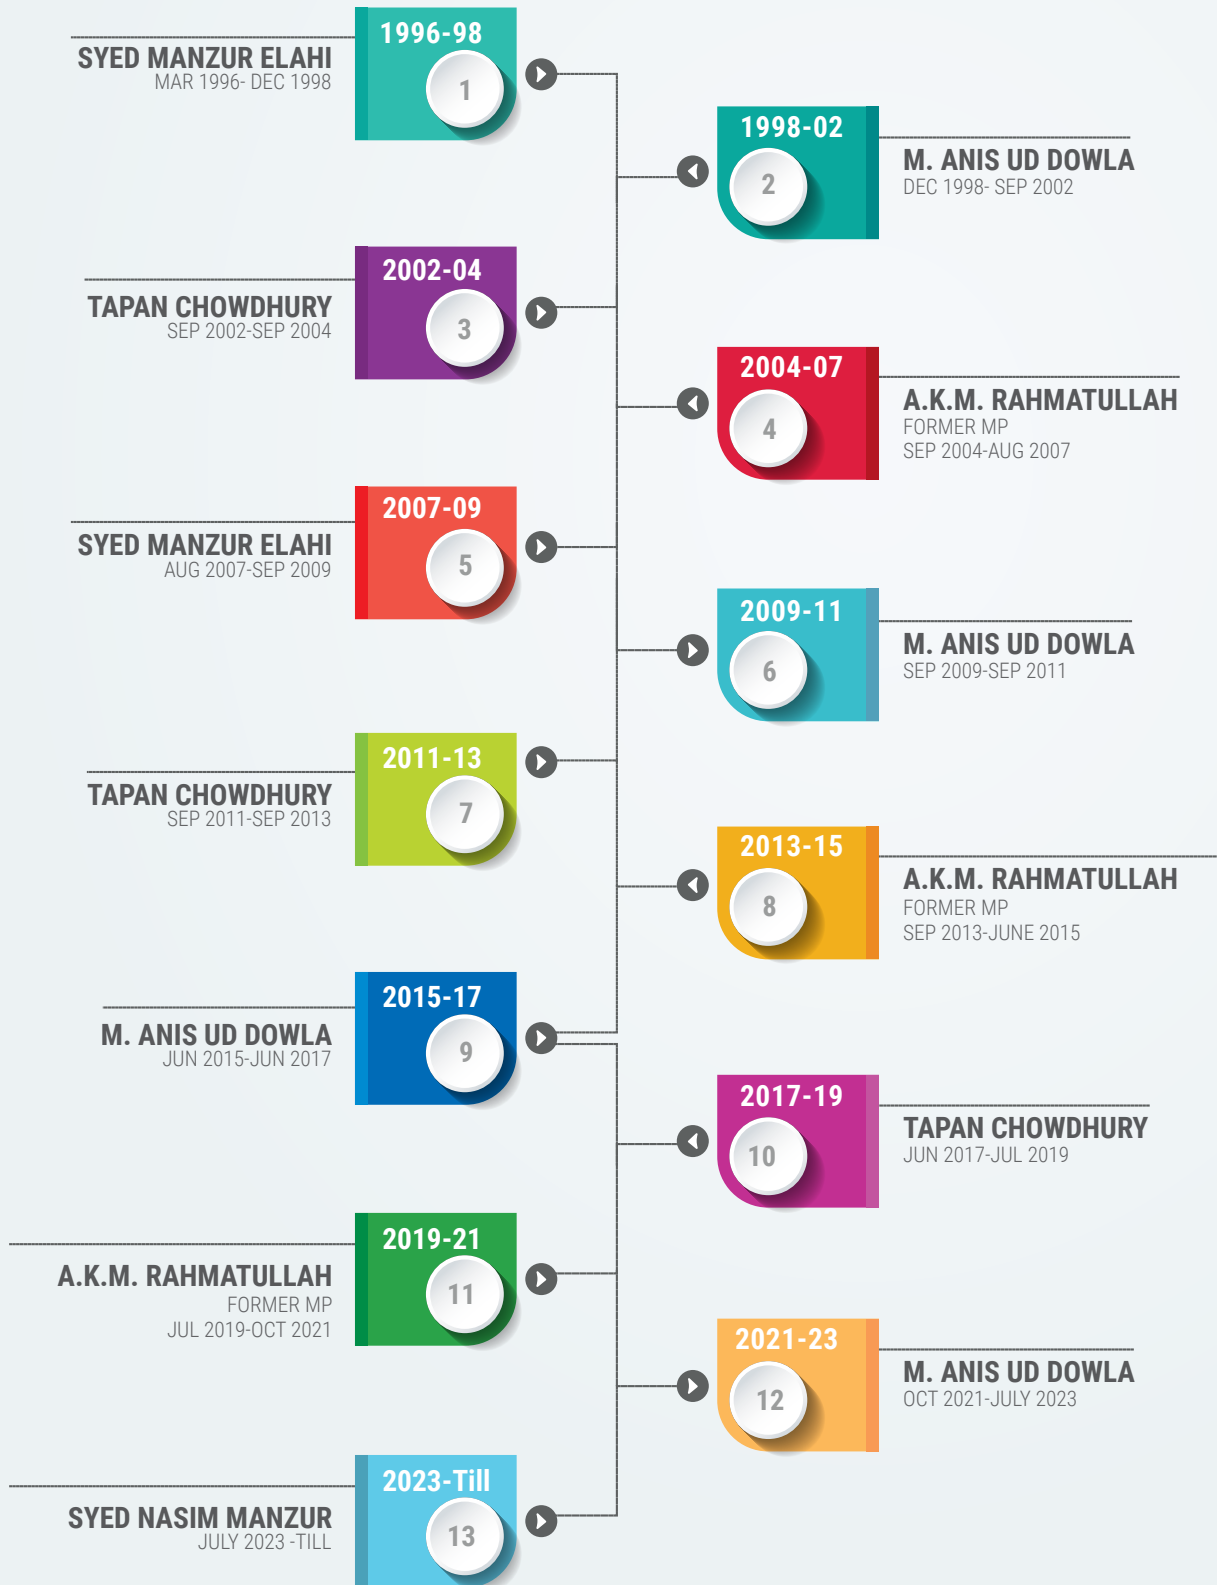 1996-98
1
SYED MANZUR ELAHI
MAR 1996- DEC 1998
1998-02
2
M. ANIS UD DOWLA
DEC 1998- SEP 2002
2002-04
3
TAPAN CHOWDHURY
SEP 2002-SEP 2004
2004-07
4
A.K.M. RAHMATULLAH
FORMER MP
SEP 2004-AUG 2007
2007-09
5
SYED MANZUR ELAHI
AUG 2007-SEP 2009
2009-11
6
M. ANIS UD DOWLA
SEP 2009-SEP 2011
2011-13
7
TAPAN CHOWDHURY
SEP 2011-SEP 2013
2013-15
8
A.K.M. RAHMATULLAH
FORMER MP
SEP 2013-JUNE 2015
2015-17
9
M. ANIS UD DOWLA
JUN 2015-JUN 2017
2017-19
10
TAPAN CHOWDHURY
JUN 2017-JUL 2019
2019-21
11
A.K.M. RAHMATULLAH
FORMER MP
JUL 2019-OCT 2021
2021-23
12
M. ANIS UD DOWLA
OCT 2021-JULY 2023
2023-Till
13
SYED NASIM MANZUR
JULY 2023 -TILL